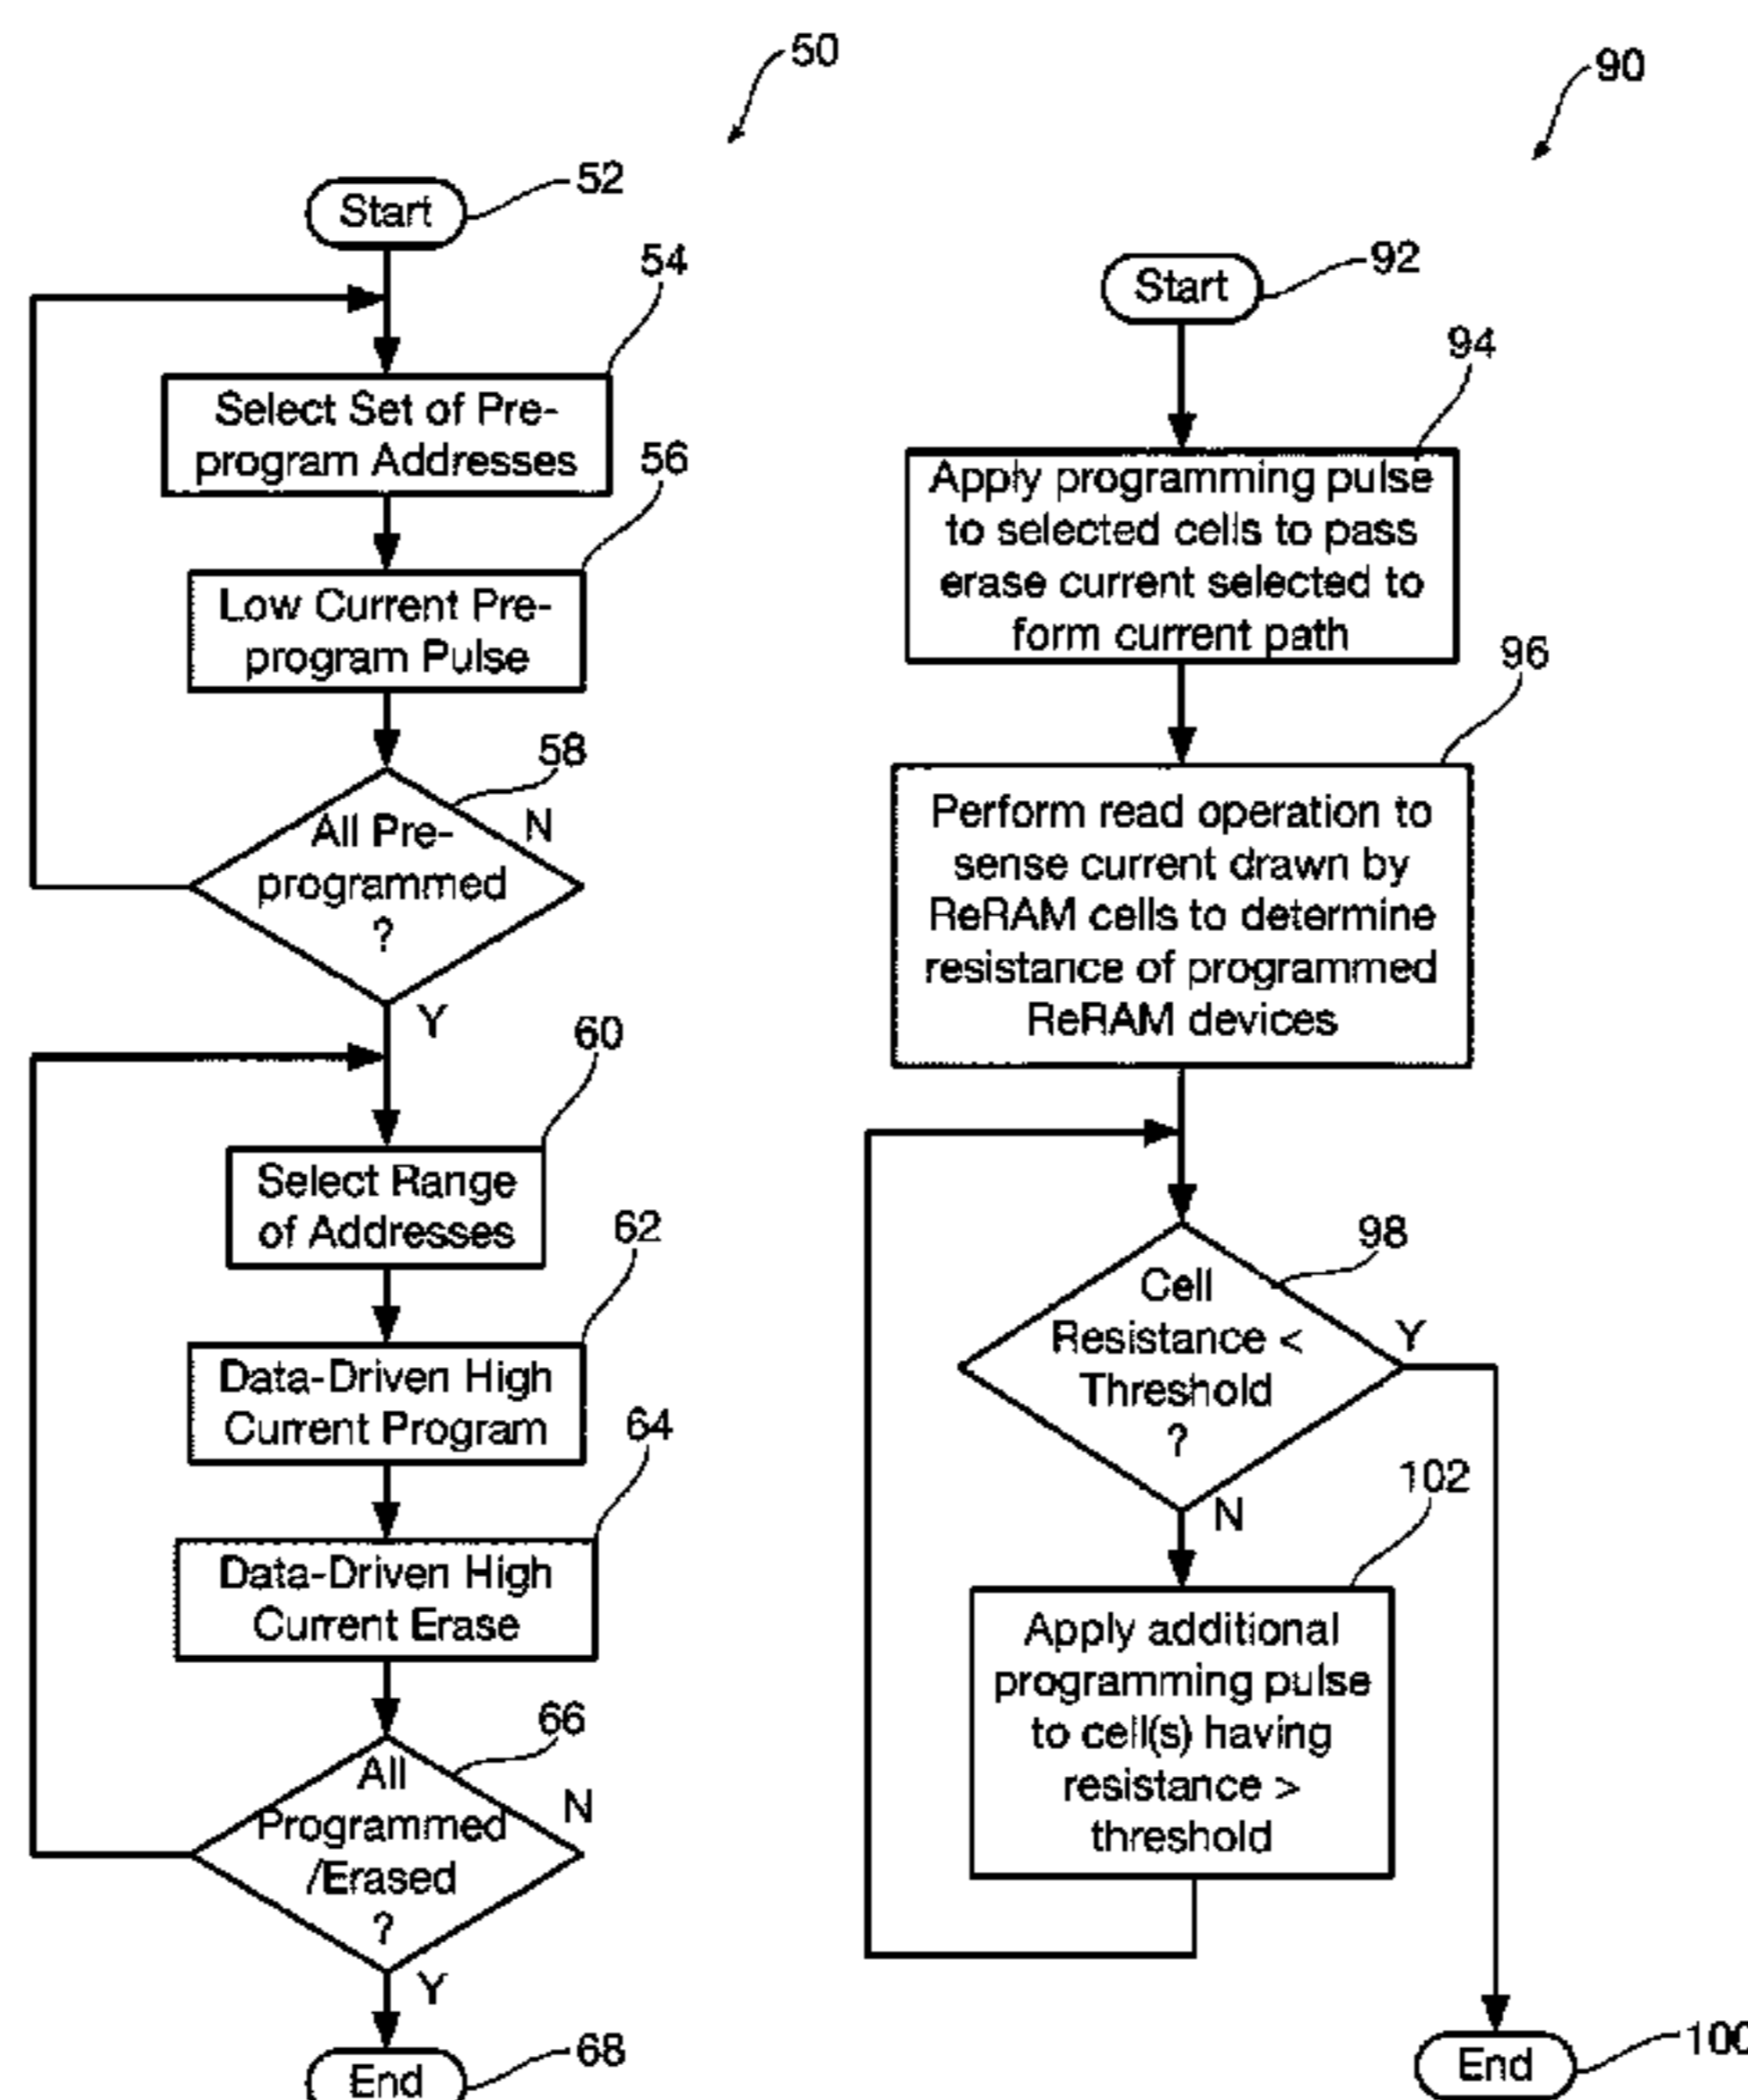 50
Start
52
54
Select Set of Pre-
program Addresses
56
Low Current Pre-
program Pulse
58
All Pre-
programmed
?
N
Y
60
Select Range
of Addresses
62
Data-Driven High
Current Program
64
Data-Driven High
Current Erase
66
All
Programmed
/Erased
?
N
Y
End
68
90
Start
92
94
Apply programming pulse
to selected cells to pass
erase current selected to
form current path
96
Perform read operation to
sense current drawn by
ReRAM cells to determine
resistance of programmed
ReRAM devices
98
Cell
Resistance <
Threshold
?
Y
N
102
Apply additional
programming pulse
to cell(s) having
resistance >
threshold
End
100